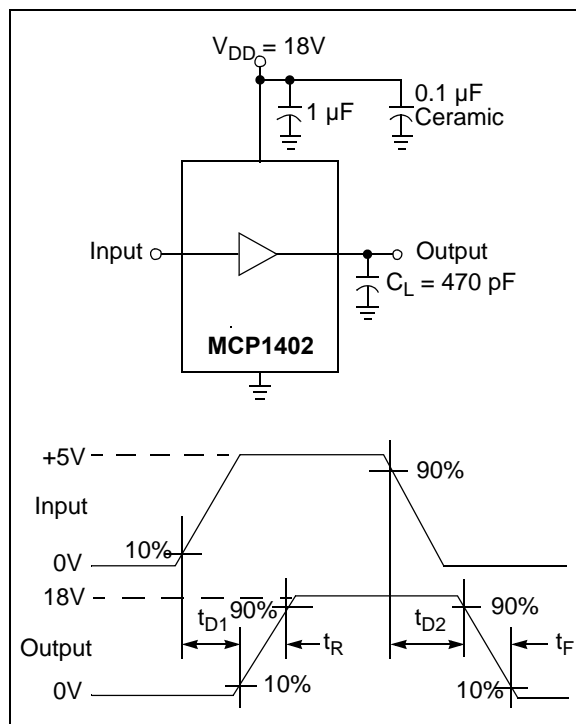 V_DD = 18V
1 µF
0.1 µF
Ceramic
Input
Output
C_L = 470 pF
MCP1402
+5V
Input
0V
10%
90%
18V
Output
0V
t_D1
90%
10%
t_R
t_D2
90%
10%
t_F